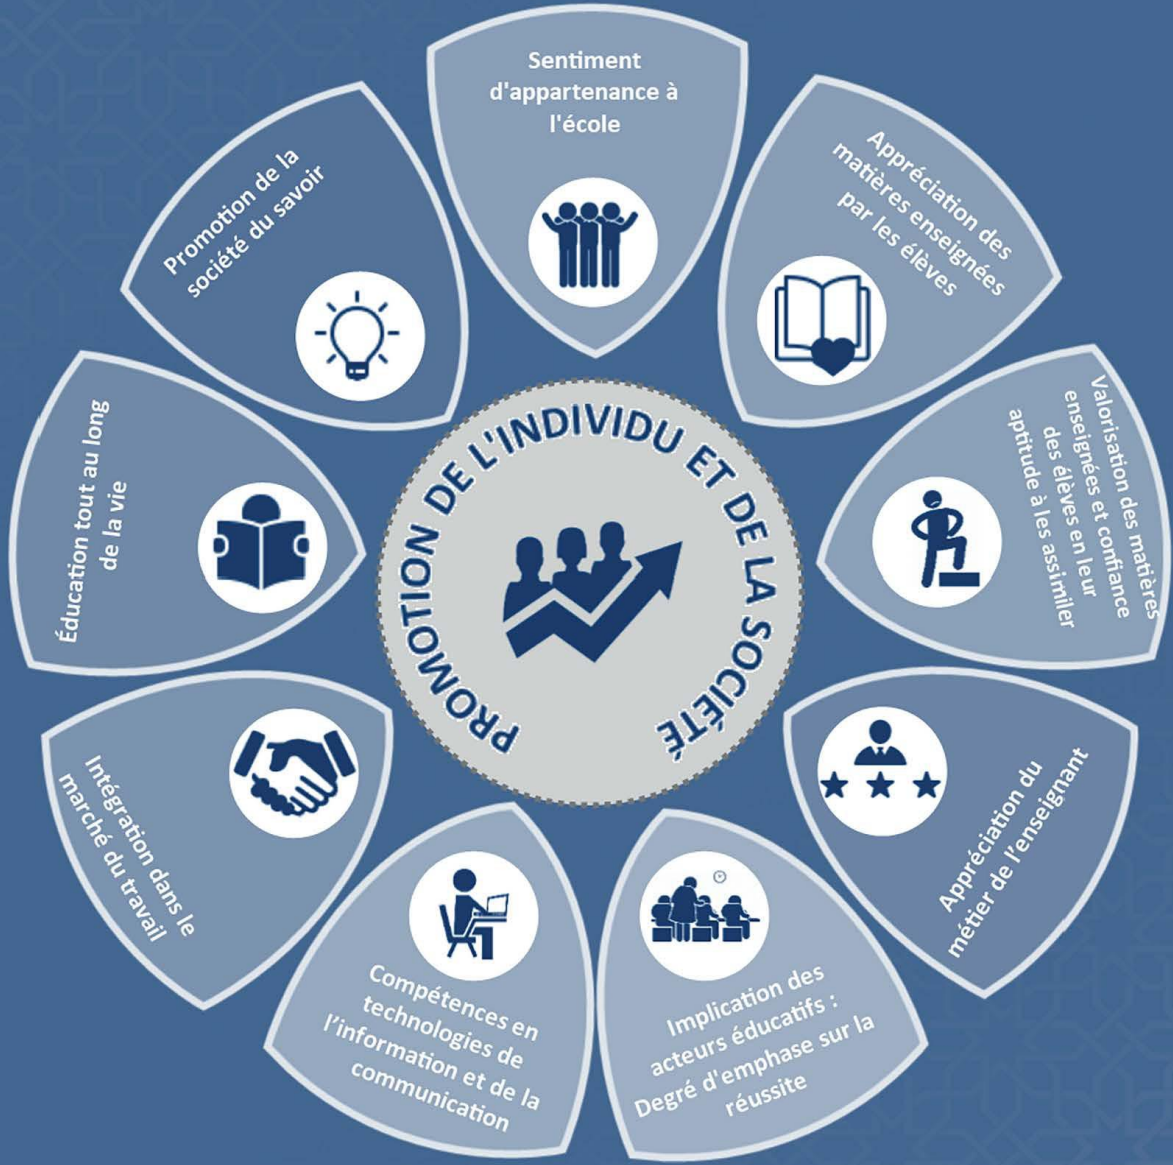 Sentiment
d'appartenance à
l'école
Appréciation des
matières enseignées
par les élèves
Valorisation des matières
enseignées et confiance
des élèves en leur
aptitude à les assimiler
Appréciation du
métier de l'enseignant
Implication des
acteurs éducatifs :
Degré d'emphase sur la
réussite
Compétences en
technologies de
l'information et de la
communication
Intégration dans le
marché du travail
Éducation tout au long
de la vie
Promotion de la
société du savoir
PROMOTION DE L'INDIVIDU ET DE LA SOCIÉTÉ